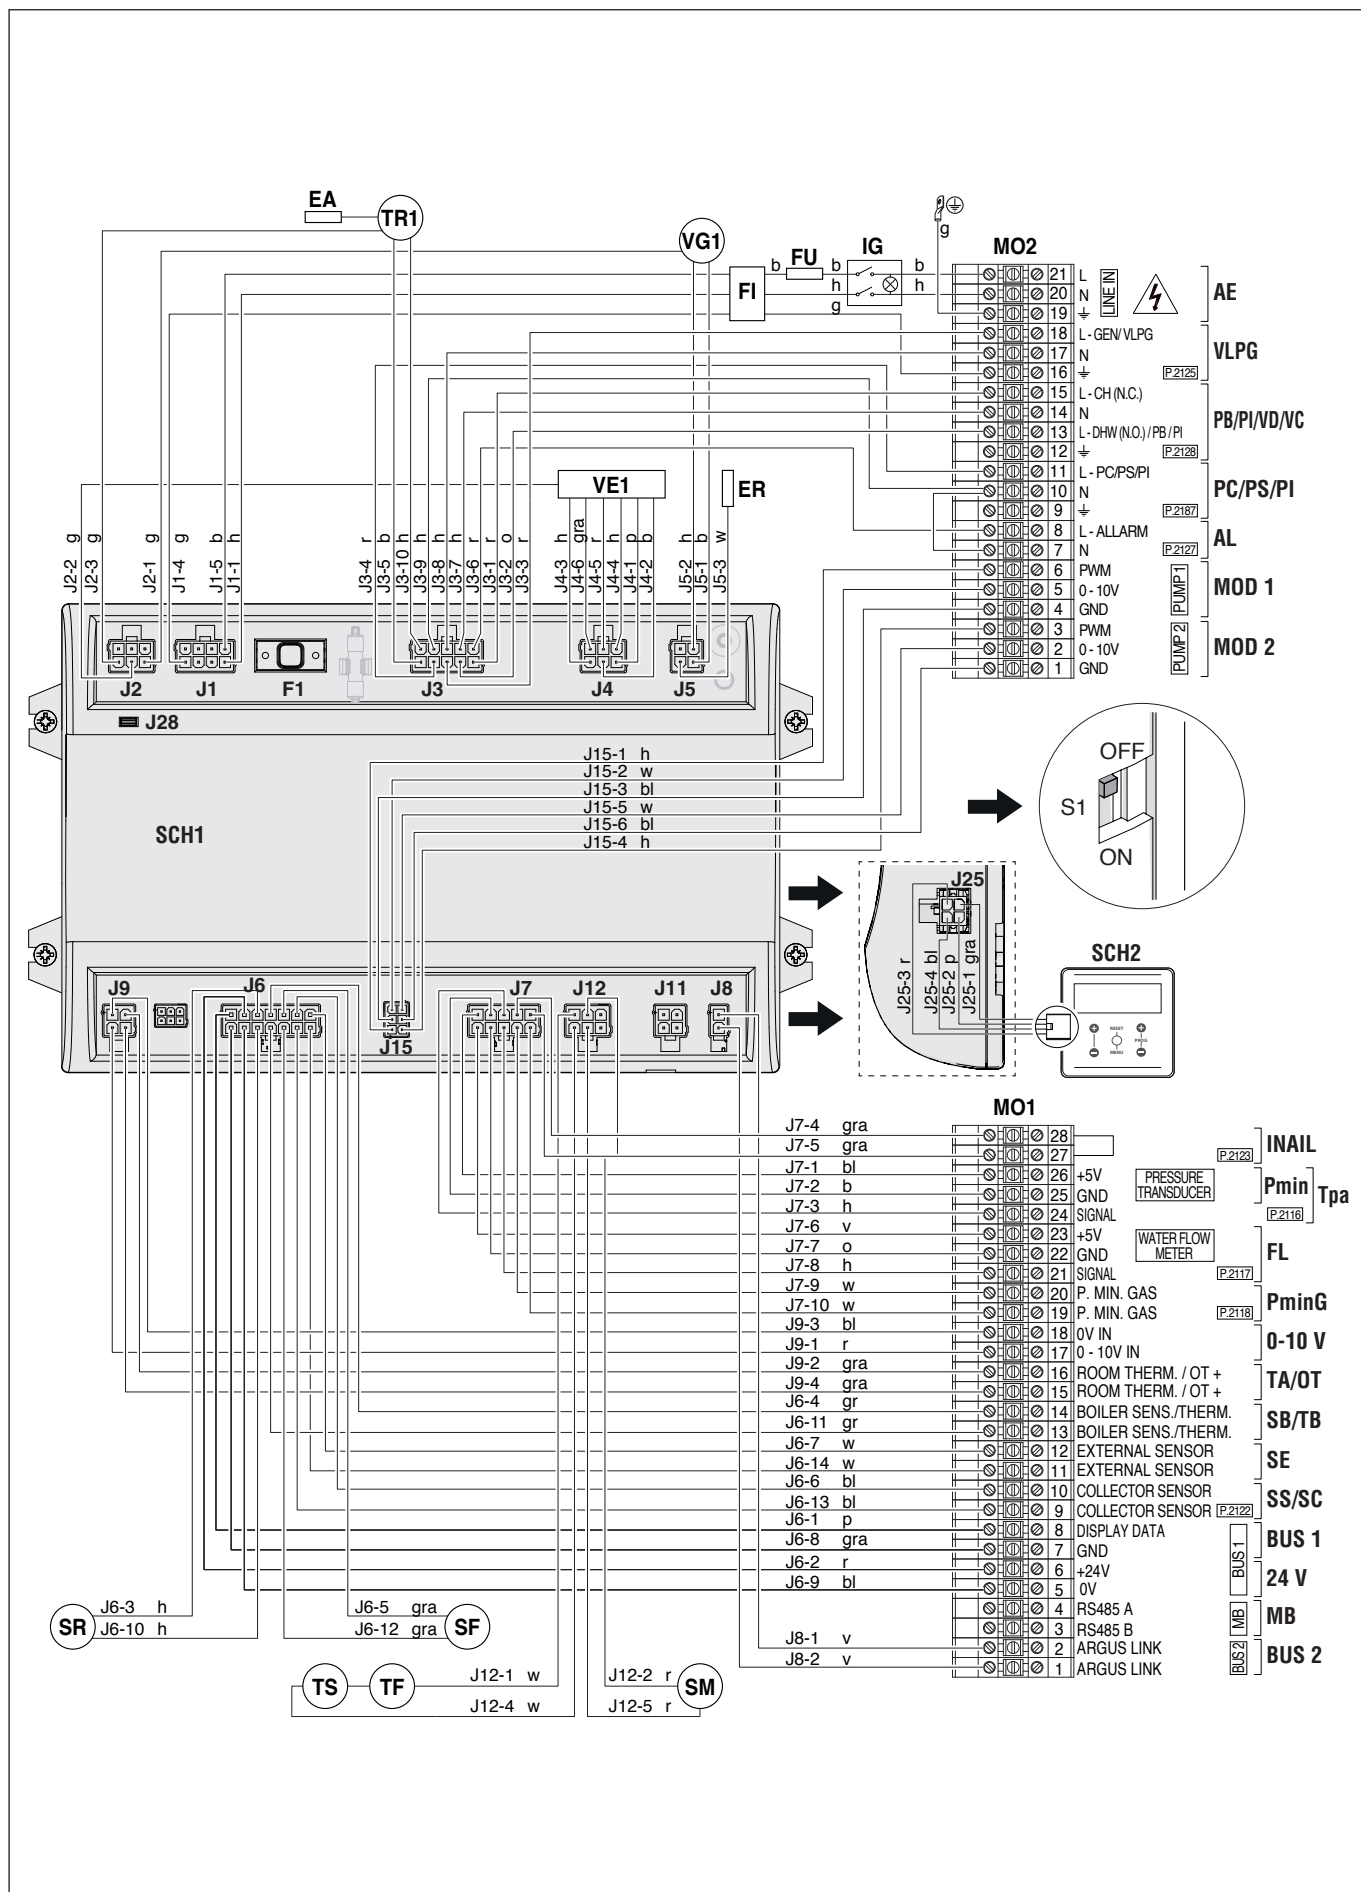 EA
TR1
VG1
b
FU
b
IG
b
h
h
g
FI
g
MO2
21 L
20 N
19
LINE IN
AE
18 L - GEN/ VLPG
17 N
16
P.2125
VLPG
15 L - CH (N.C.)
14 N
13 L - DHW (N.O.) / PB / PI
12
P.2128
PB/PI/VD/VC
11 L - PC/PS/PI
10 N
9
P.2187
PC/PS/PI
8 L - ALLARM
7 N
P.2127
AL
6 PWM
5 0 - 10V
4 GND
PUMP 1
MOD 1
3 PWM
2 0 - 10V
1 GND
PUMP 2
MOD 2
VE1
ER
J2-2 g
J2-3 g
J2-1 g
J1-4 g
J1-5 b
J1-1 h
J3-4 r
J3-5 b
J3-10 h
J3-9 h
J3-8 h
J3-7 h
J3-6 r
J3-1 r
J3-2 o
J3-3 r
J4-3 h
J4-6 gra
J4-5 r
J4-4 h
J4-1 p
J4-2 b
J5-2 h
J5-1 b
J5-3 w
J2
J1
F1
J3
J4
J5
J28
J15-1 h
J15-2 w
J15-3 bl
J15-5 w
J15-6 bl
J15-4 h
SCH1
OFF
S1
ON
J25
J25-3 r
J25-4 bl
J25-2 p
J25-1 gra
SCH2
RESET
PROG
MENU
J9
J6
J15
J7
J12
J11
J8
MO1
J7-4 gra
J7-5 gra
J7-1 bl
J7-2 b
J7-3 h
J7-6 v
J7-7 o
J7-8 h
J7-9 w
J7-10 w
J9-3 bl
J9-1 r
J9-2 gra
J9-4 gra
J6-4 gr
J6-11 gr
J6-7 w
J6-14 w
J6-6 bl
J6-13 bl
J6-1 p
J6-8 gra
J6-2 r
J6-9 bl
J8-1 v
J8-2 v
28
27
P.2123
INAIL
26 +5V
25 GND
24 SIGNAL
PRESSURE
TRANSDUCER
Pmin
P.2116
Tpa
23 +5V
22 GND
21 SIGNAL
WATER FLOW
METER
P.2117
FL
20 P. MIN. GAS
19 P. MIN. GAS
P.2118
PminG
18 0V IN
17 0 - 10V IN
0-10 V
16 ROOM THERM. / OT +
15 ROOM THERM. / OT +
TA/OT
14 BOILER SENS./THERM.
13 BOILER SENS./THERM.
SB/TB
12 EXTERNAL SENSOR
11 EXTERNAL SENSOR
SE
10 COLLECTOR SENSOR
9 COLLECTOR SENSOR
P.2122
SS/SC
8 DISPLAY DATA
7 GND
BUS 1
6 +24V
5 0V
BUS 1
24 V
4 RS485 A
3 RS485 B
MB
MB
2 ARGUS LINK
1 ARGUS LINK
BUS2
BUS 2
SR
J6-3 h
J6-10 h
J6-5 gra
J6-12 gra
SF
TS
TF
J12-1 w
J12-4 w
J12-2 r
J12-5 r
SM